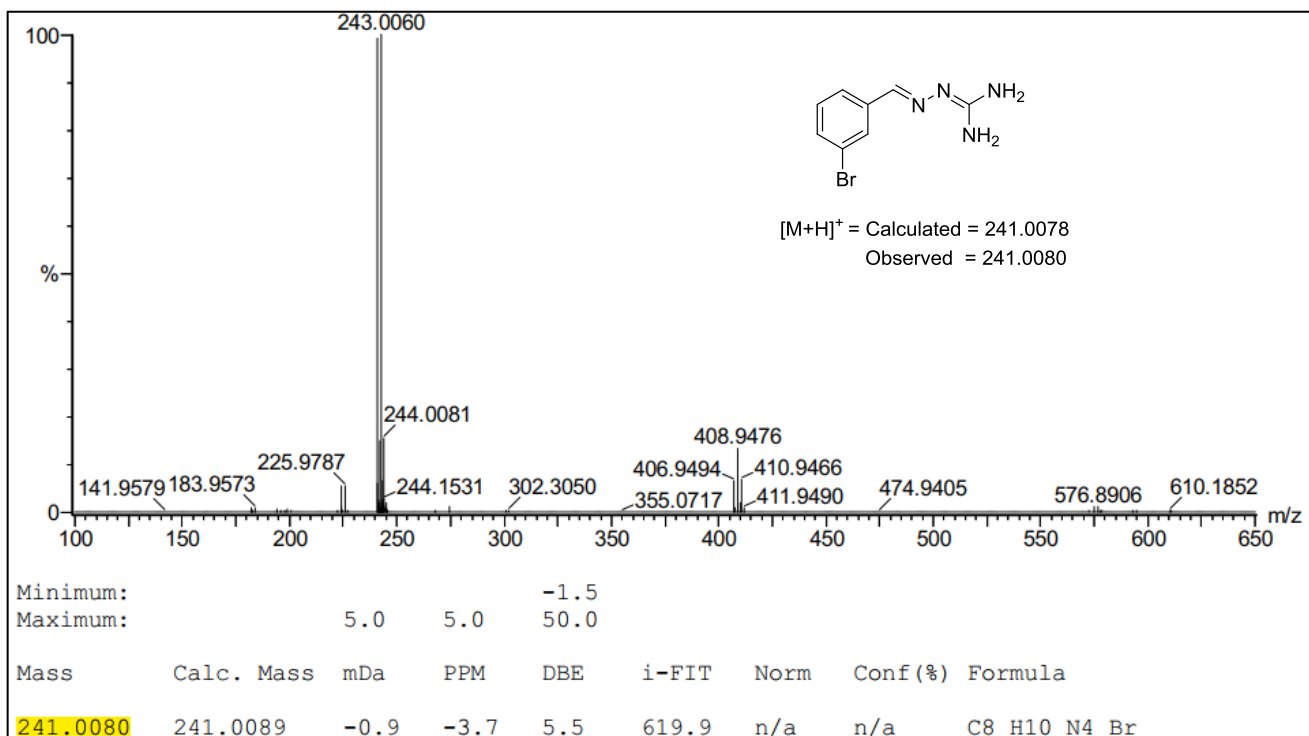 243.0060
100
%
0
244.0081
225.9787
141.9579
183.9573
244.1531
302.3050
355.0717
408.9476
406.9494
410.9466
411.9490
474.9405
576.8906
610.1852
m/z
100 150 200 250 300 350 400 450 500 550 600 650
N N NH2
NH2
Br
[M+H]+ = Calculated = 241.0078
Observed = 241.0080
Minimum: -1.5
Maximum: 5.0 5.0 50.0
Mass Calc. Mass mDa PPM DBE i-FIT Norm Conf(%) Formula
241.0080 241.0089 -0.9 -3.7 5.5 619.9 n/a n/a C8 H10 N4 Br